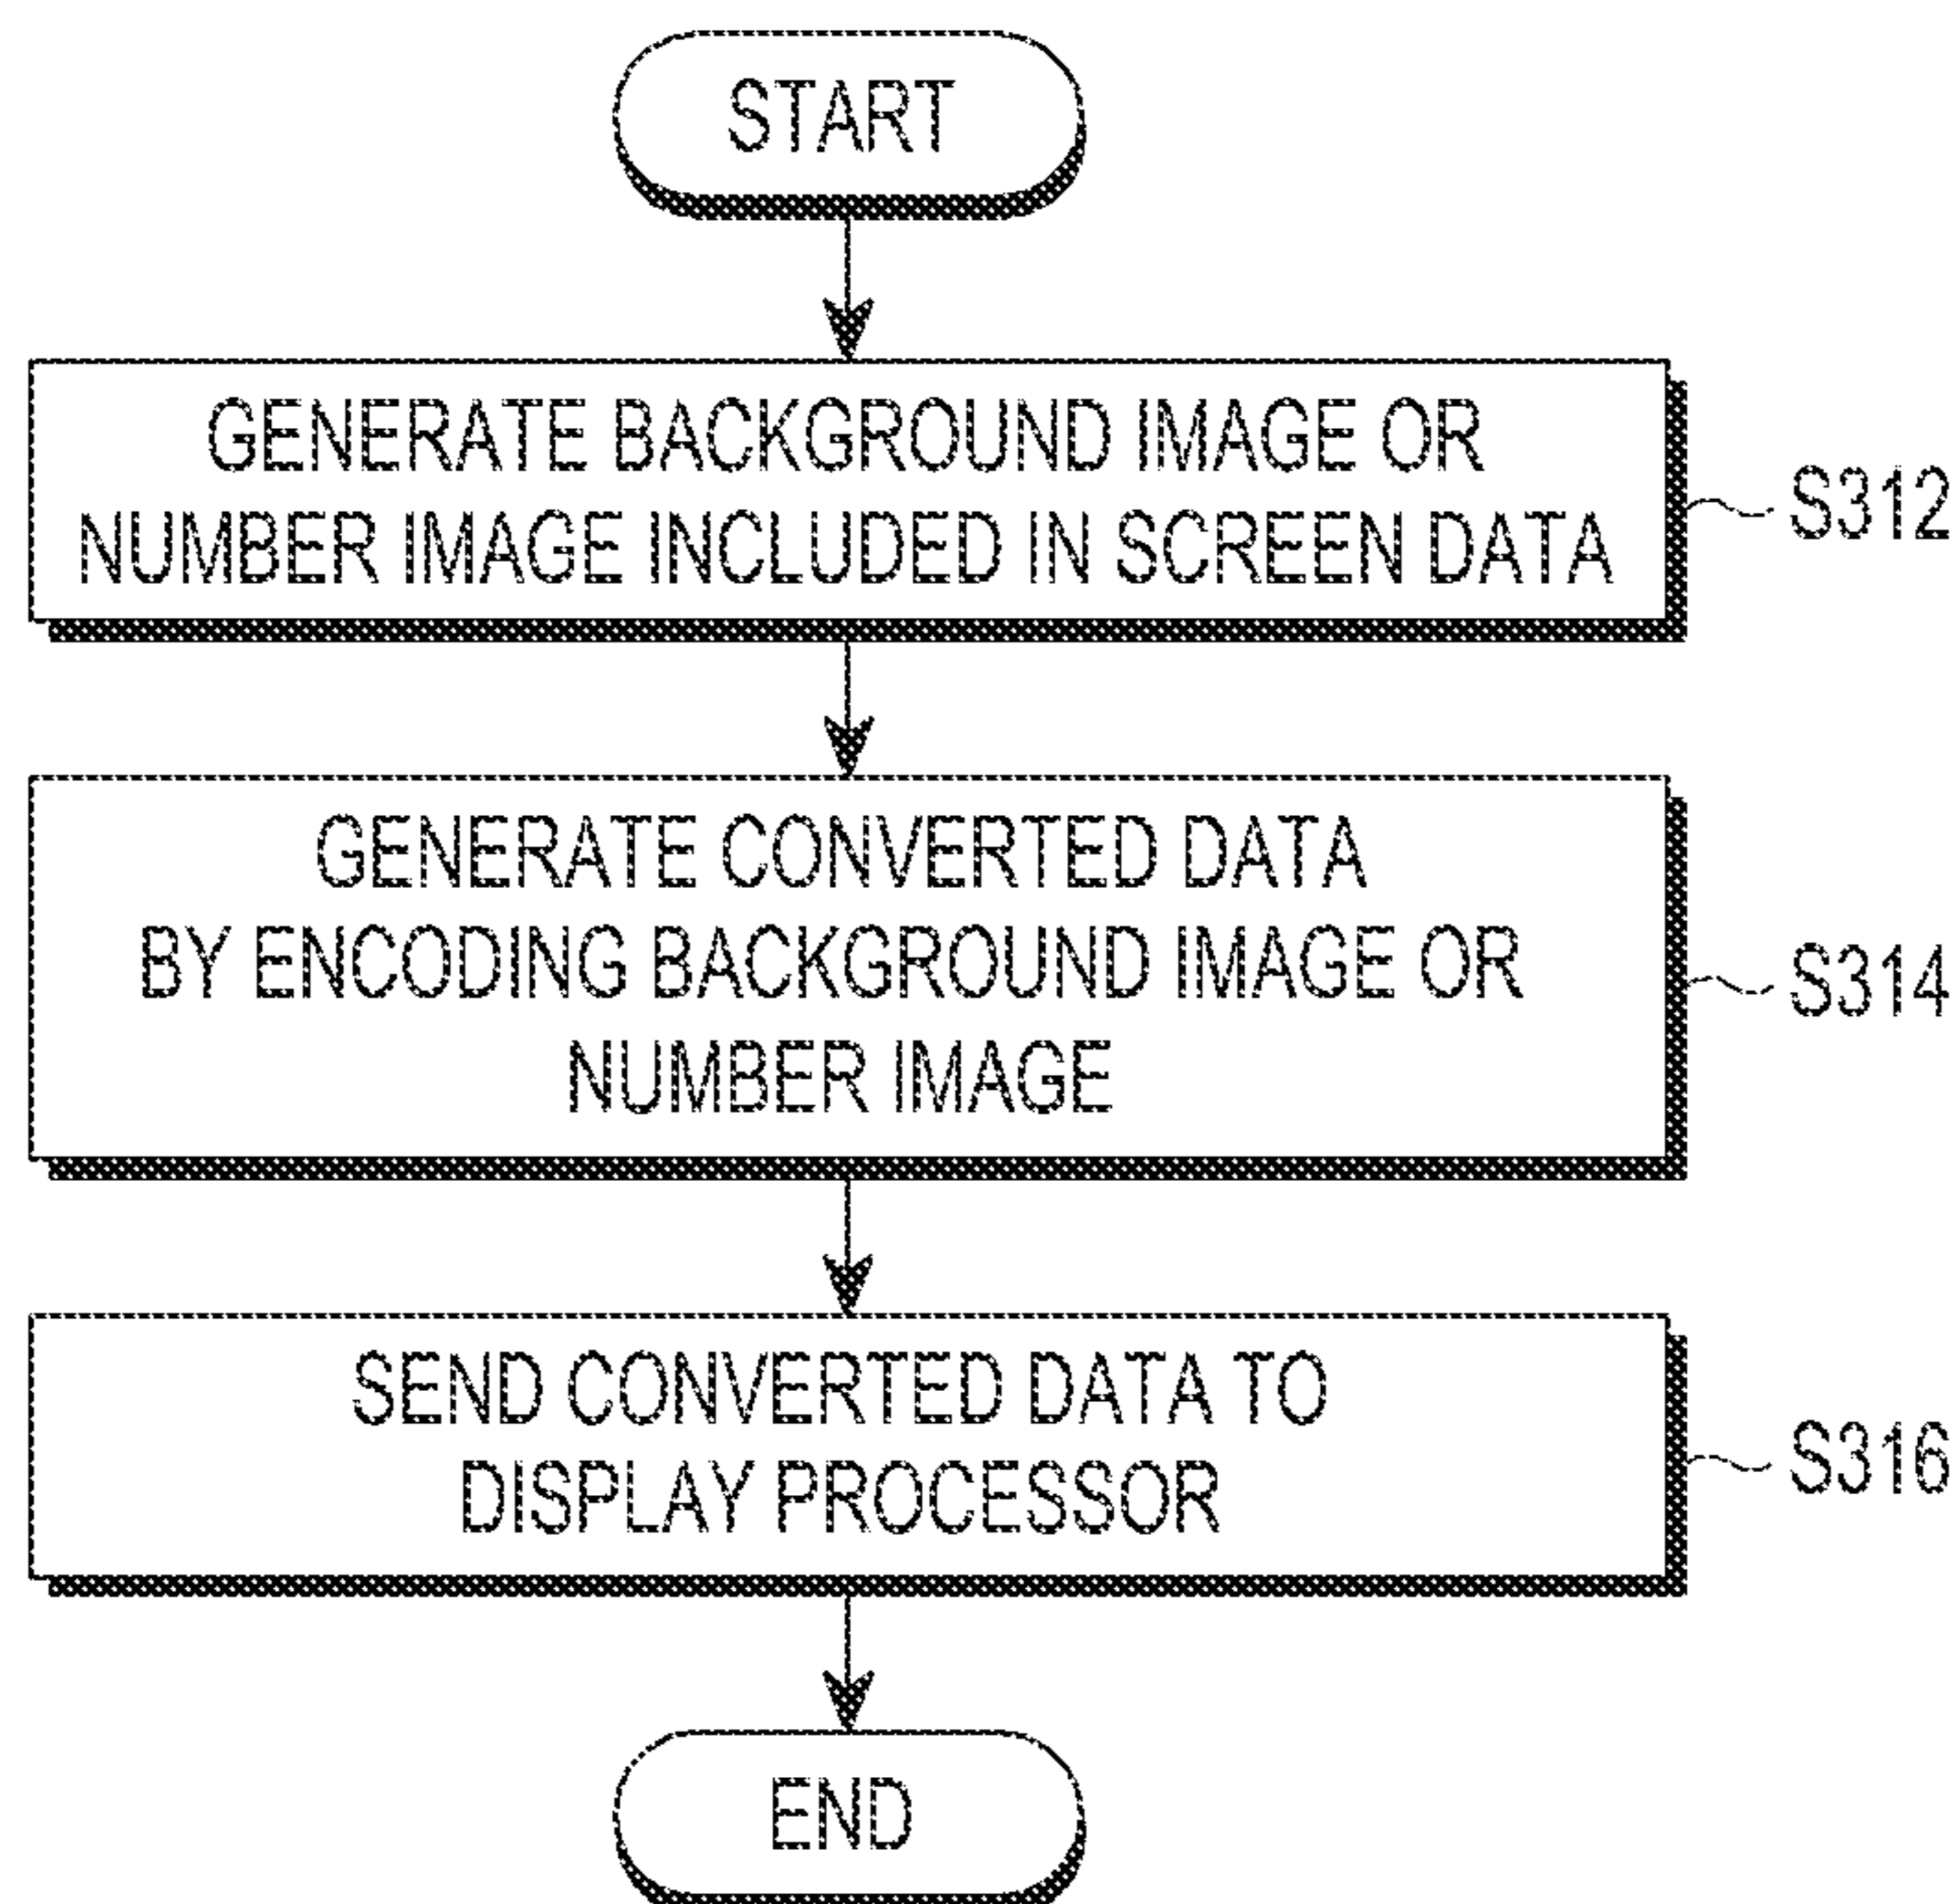 START
GENERATE BACKGROUND IMAGE OR
NUMBER IMAGE INCLUDED IN SCREEN DATA
S312
GENERATE CONVERTED DATA
BY ENCODING BACKGROUND IMAGE OR
NUMBER IMAGE
S314
SEND CONVERTED DATA TO
DISPLAY PROCESSOR
S316
END